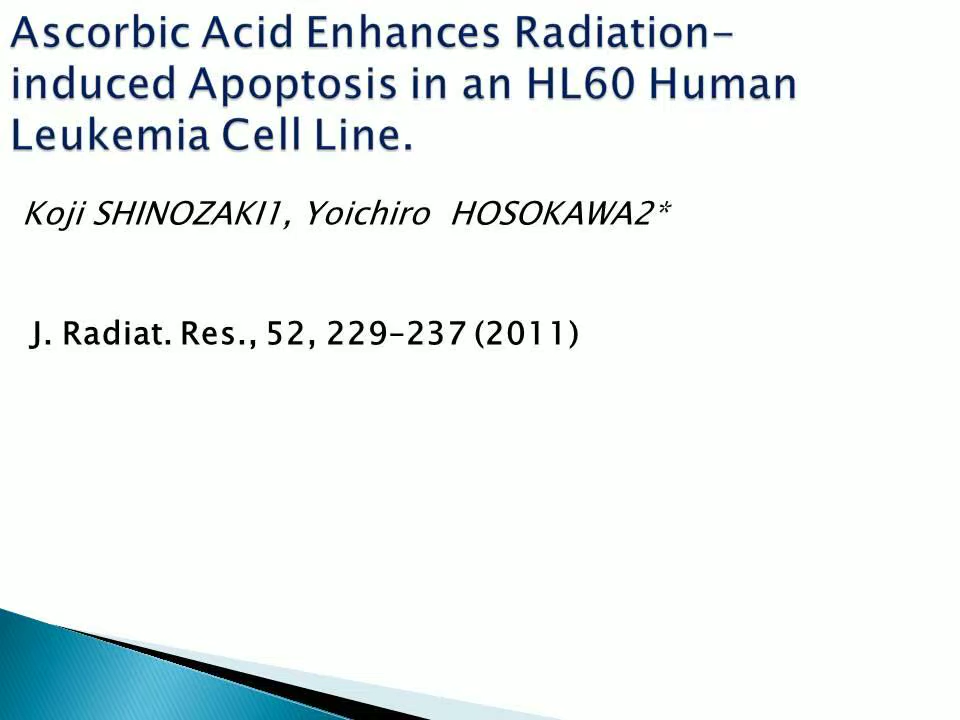 Ascorbic Acid Enhances Radiation-
induced Apoptosis in an HL60 Human
Leukemia Cell Line.
Koji SHINOZAKI1, Yoichiro HOSOKAWA2*
J. Radiat. Res., 52, 229–237 (2011)